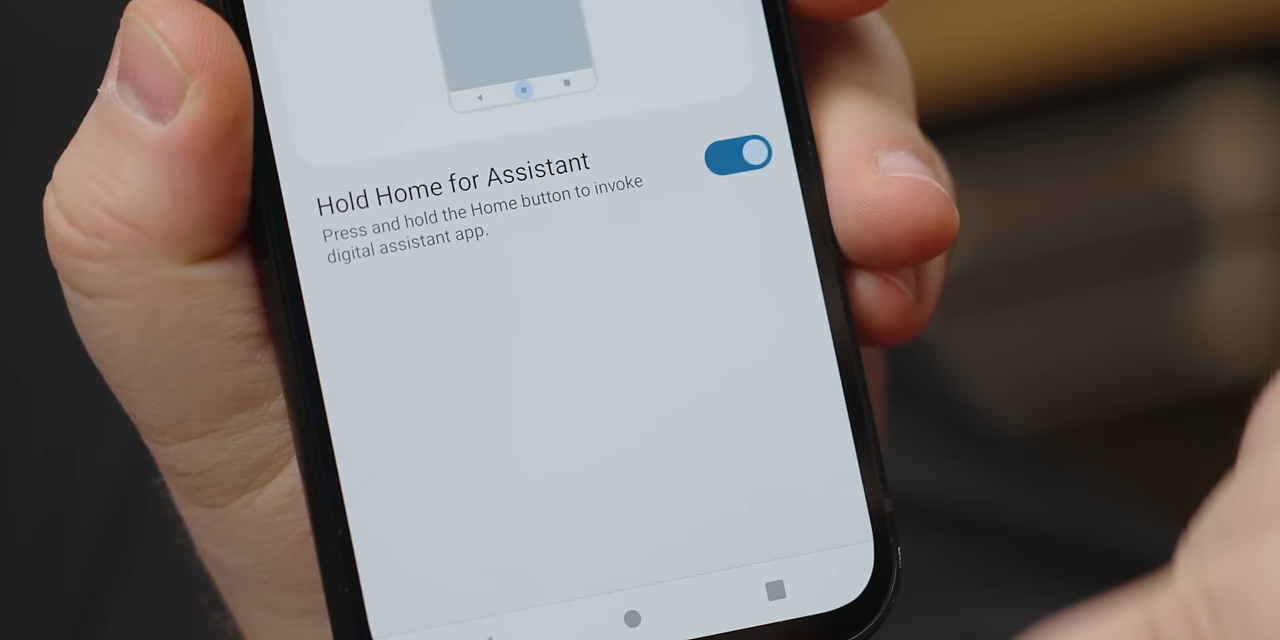 Hold Home for Assistant
Press and hold the Home button to invoke
digital assistant app.